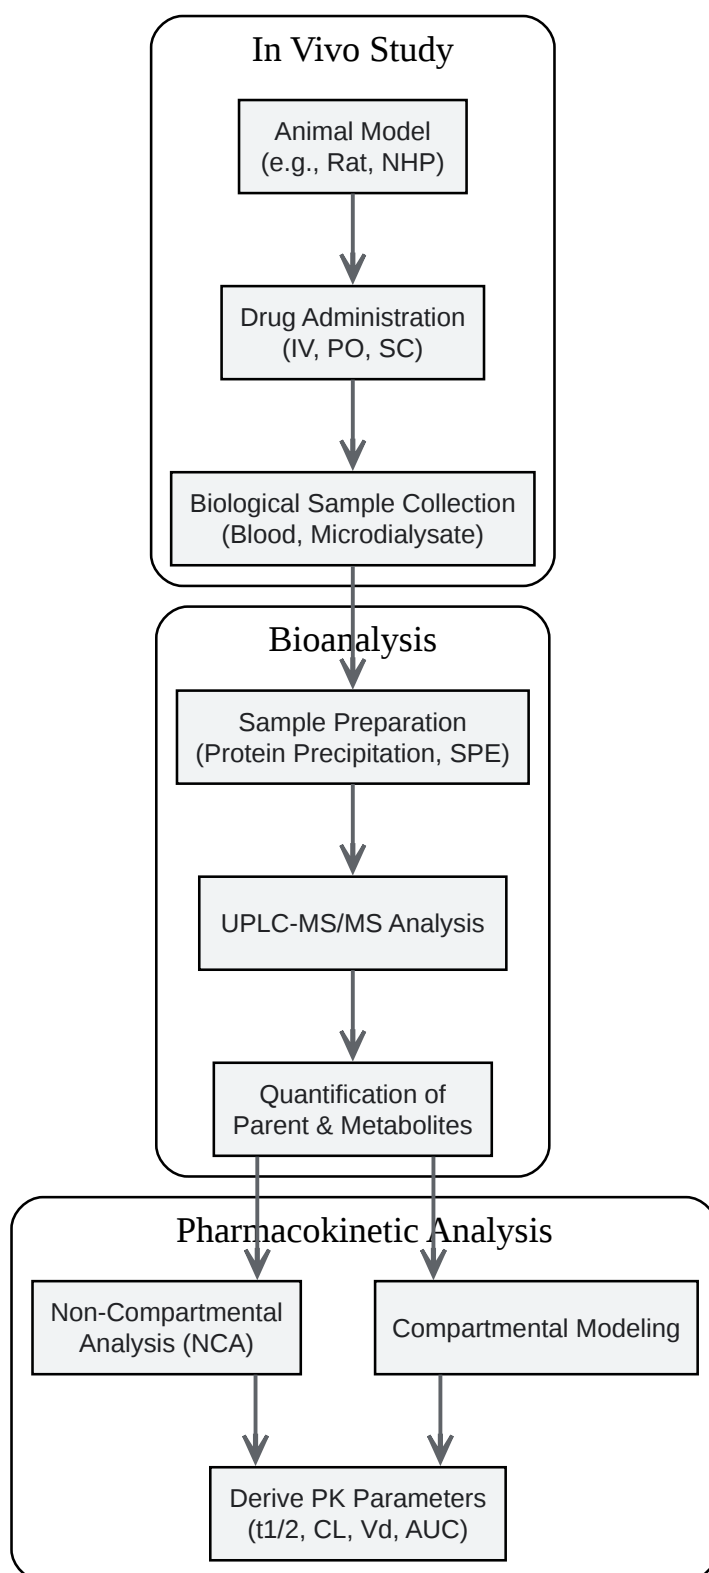 In Vivo Study
Animal Model
(e.g., Rat, NHP)
Drug Administration
(IV, PO, SC)
Biological Sample Collection
(Blood, Microdialysate)
Bioanalysis
Sample Preparation
(Protein Precipitation, SPE)
UPLC-MS/MS Analysis
Quantification of
Parent & Metabolites
Pharmacokinetic Analysis
Non-Compartmental
Analysis (NCA)
Compartmental Modeling
Derive PK Parameters
(t1/2, CL, Vd, AUC)